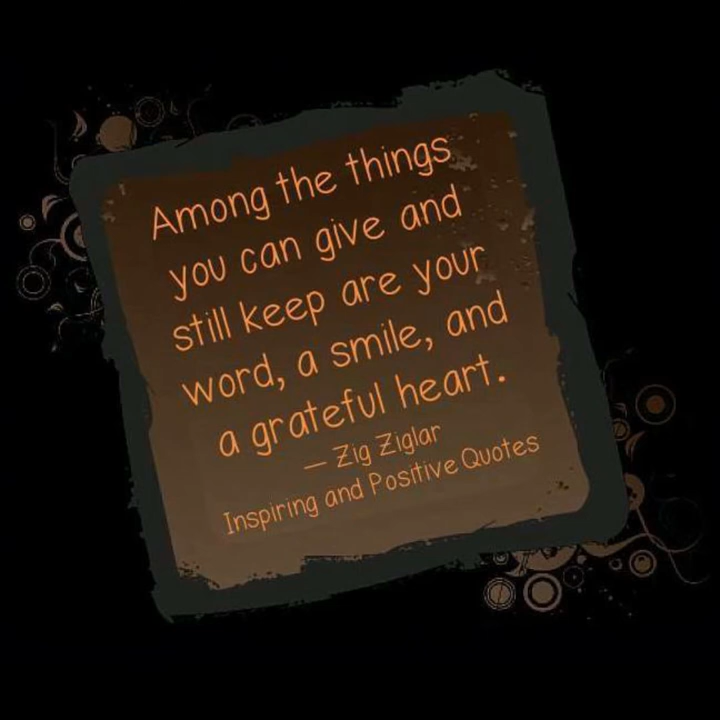 Among the things
you can give and
still keep are your
word, a smile, and
a grateful heart.
— Zig Ziglar
Inspiring and Positive Quotes